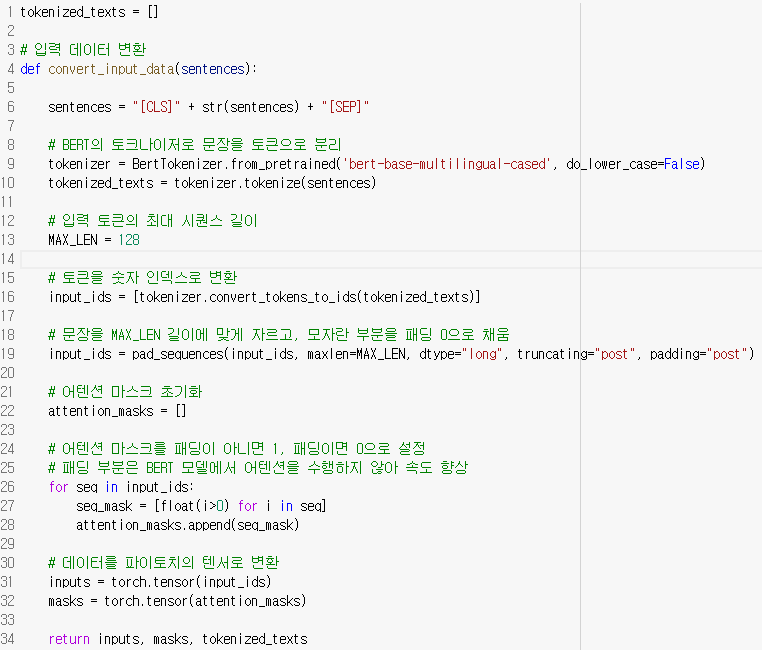 1 tokenized_texts = []
2
3 # 입력 데이터 변환
4 def convert_input_data(sentences):
5
6 sentences = "[CLS]" + str(sentences) + "[SEP]"
7
8 # BERT의 토크나이저로 문장을 토큰으로 분리
9 tokenizer = BertTokenizer.from_pretrained('bert-base-multilingual-cased', do_lower_case=False)
10 tokenized_texts = tokenizer.tokenize(sentences)
11
12 # 입력 토큰의 최대 시퀀스 길이
13 MAX_LEN = 128
14
15 # 토큰을 숫자 인덱스로 변환
16 input_ids = [tokenizer.convert_tokens_to_ids(tokenized_texts)]
17
18 # 문장을 MAX_LEN 길이에 맞게 자르고, 모자란 부분을 패딩 0으로 채움
19 input_ids = pad_sequences(input_ids, maxlen=MAX_LEN, dtype="long", truncating="post", padding="post")
20
21 # 어텐션 마스크 초기화
22 attention_masks = []
23
24 # 어텐션 마스크를 패딩이 아니면 1, 패딩이면 0으로 설정
25 # 패딩 부분은 BERT 모델에서 어텐션을 수행하지 않아 속도 향상
26 for seq in input_ids:
27 seq_mask = [float(i>0) for i in seq]
28 attention_masks.append(seq_mask)
29
30 # 데이터를 파이토치의 텐서로 변환
31 inputs = torch.tensor(input_ids)
32 masks = torch.tensor(attention_masks)
33
34 return inputs, masks, tokenized_texts